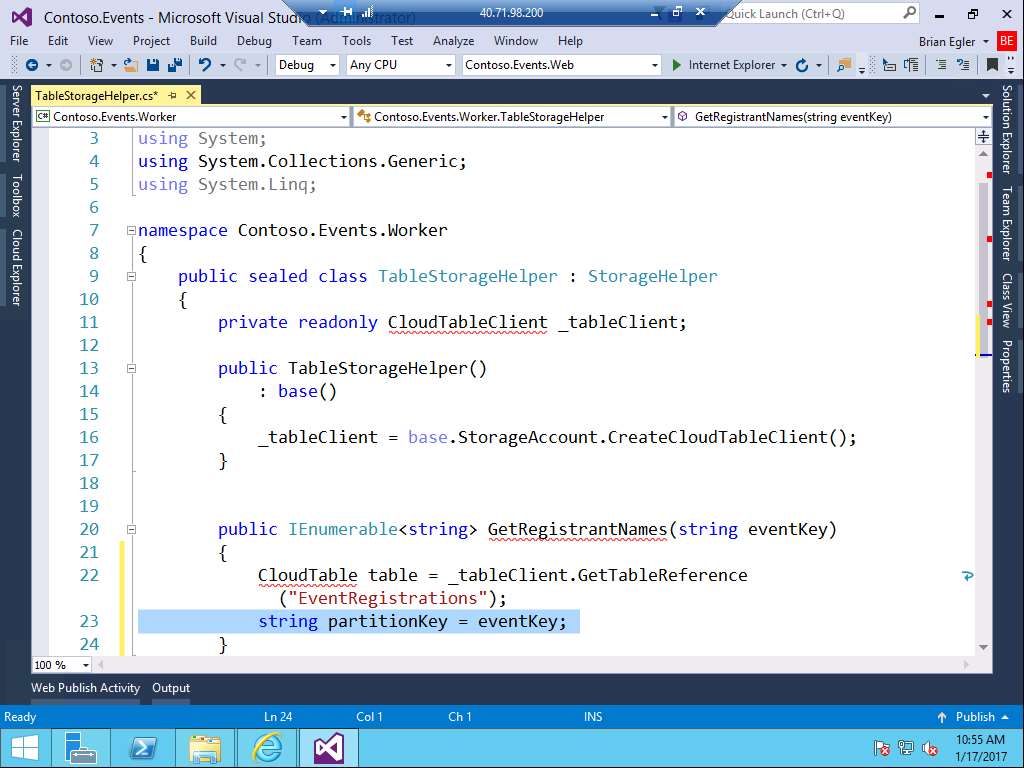 Contoso.Events - Microsoft Visual Studio (Administrator)
40.71.98.200
Quick Launch (Ctrl+Q)
File Edit View Project Build Debug Team Tools Test Analyze Window Help
Brian Egler
BE
Debug Any CPU Contoso.Events.Web Internet Explorer
Server Explorer
Toolbox
Cloud Explorer
TableStorageHelper.cs*
C# Contoso.Events.Worker
Contoso.Events.Worker.TableStorageHelper
GetRegistrantNames(string eventKey)
3 using System;
4 using System.Collections.Generic;
5 using System.Linq;
6
7 namespace Contoso.Events.Worker
8 {
9 public sealed class TableStorageHelper : StorageHelper
10 {
11 private readonly CloudTableClient _tableClient;
12
13 public TableStorageHelper()
14 : base()
15 {
16 _tableClient = base.StorageAccount.CreateCloudTableClient();
17 }
18
19
20 public IEnumerable<string> GetRegistrantNames(string eventKey)
21 {
22 CloudTable table = _tableClient.GetTableReference
("EventRegistrations");
23 string partitionKey = eventKey;
24 }
Solution Explorer
Team Explorer
Class View
Properties
100 %
Web Publish Activity Output
Ready Ln 24 Col 1 Ch 1 INS Publish
10:55 AM
1/17/2017